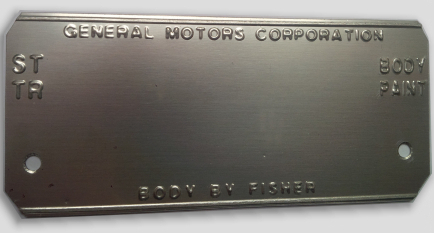 GENERAL MOTORS CORPORATION
ST BODY
TR PAINT
BODY BY FISHER